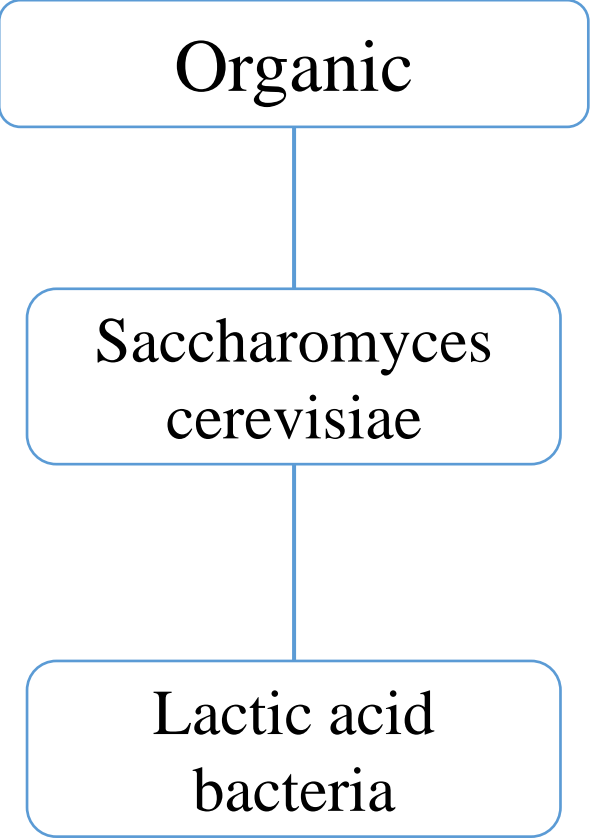 Organic
Saccharomyces
cerevisiae
Lactic acid
bacteria